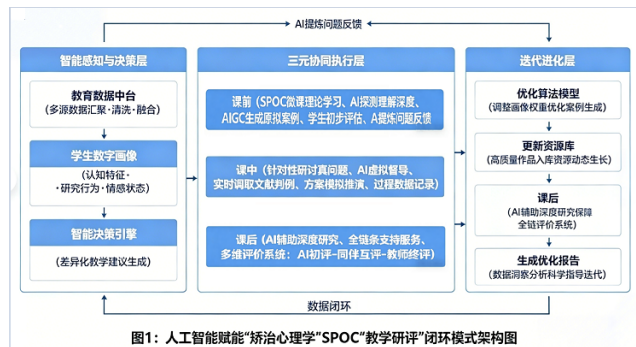 AI提炼问题反馈
智能感知与决策层
教育数据中台
(多源数据汇聚·清洗·融合)
学生数字画像
(认知特征·
·研究行为·情感状态)
智能决策引擎
(差异化教学建议生成)
三元协同执行层
课前（SPOC微课理论学习、AI探测理解深度、
AIGC生成原拟案例、学生初步评估、A提炼问题反馈
课中（针对性研讨真问题、AI虚拟督导、
实时调取文献判例、方案模拟推演、过程数据记录）
课后（AI辅助深度研究、全链条支持服务、
多维评价系统：AI初评-同伴互评-教师终评）
迭代进化层
优化算法模型
(调整画像权重优化案例生成)
更新资源库
(高质量作品入库资源动态生长)
课后
(AI辅助深度研究保障
全链评价系统)
生成优化报告
(数据洞察分析科学指导迭代)
数据闭环
图1：人工智能赋能“矫治心理学”SPOC“教学研评”闭环模式架构图